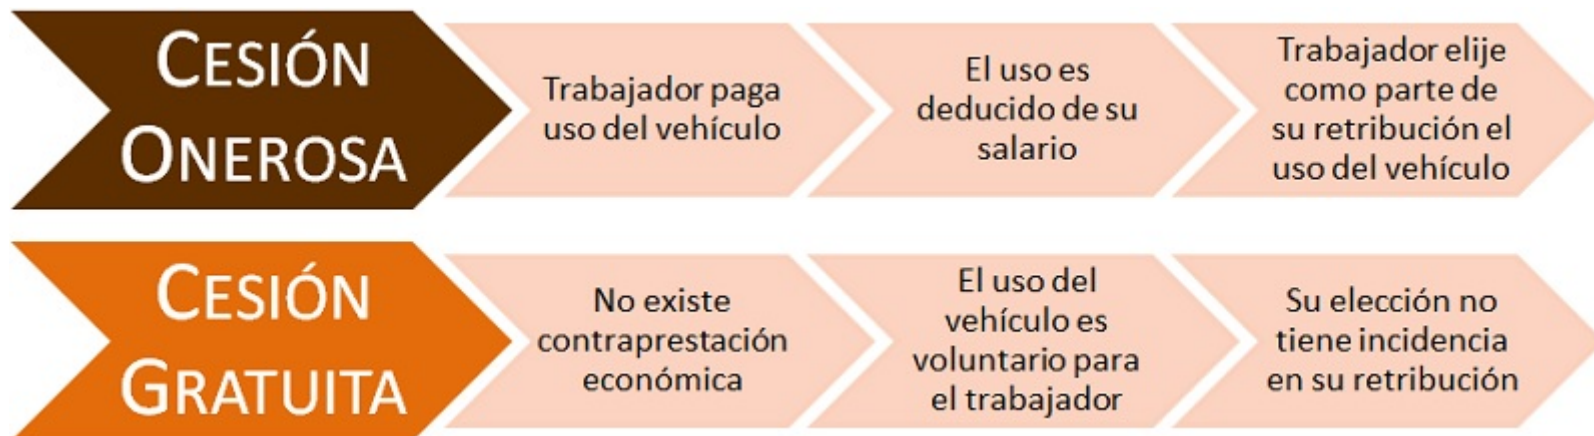 CESIÓN
ONEROSA
Trabajador paga
uso del vehículo
El uso es
deducido de su
salario
Trabajador elije
como parte de
su retribución el
uso del vehículo
CESIÓN
GRATUITA
No existe
contraprestación
económica
El uso del
vehículo es
voluntario para
el trabajador
Su elección no
tiene incidencia
en su retribución